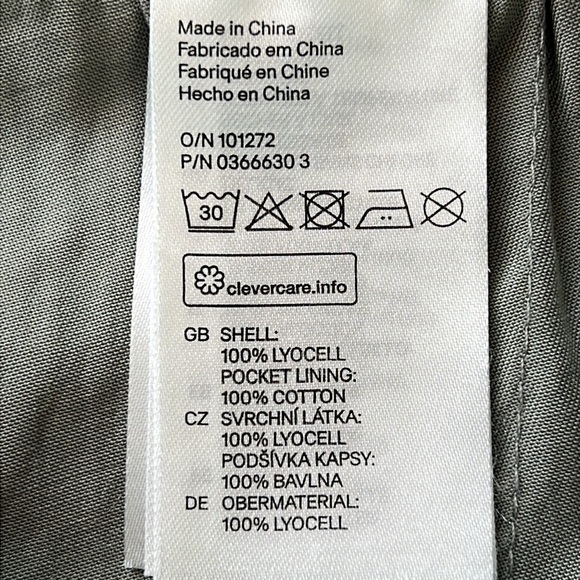 Made in China
Fabricado em China
Fabriqué en Chine
Hecho en China
O/N 101272
P/N 0366630 3
30
clevercare.info
GB SHELL:
100% LYOCELL
POCKET LINING:
100% COTTON
CZ SVRCHNÍ LÁTKA:
100% LYOCELL
PODŠÍVKA KAPSY:
100% BAVLNA
DE OBERMATERIAL:
100% LYOCELL